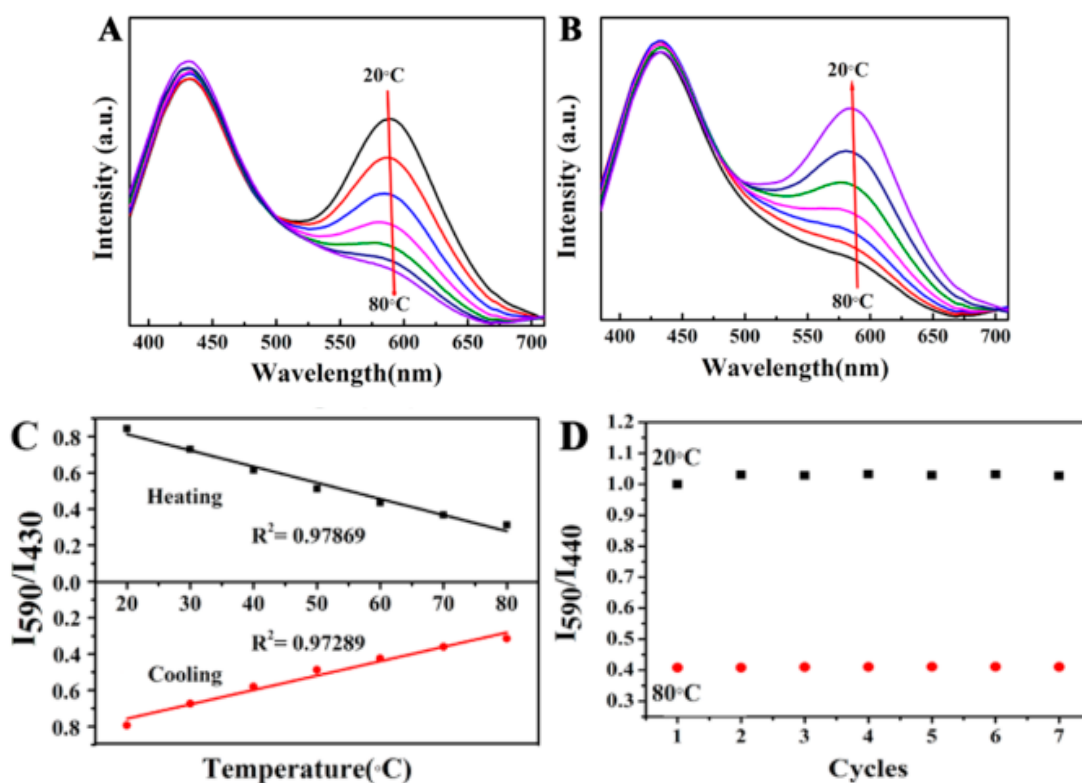 A
20°C
80°C
Intensity (a.u.)
400 450 500 550 600 650 700
Wavelength(nm)
B
20°C
80°C
Intensity (a.u.)
400 450 500 550 600 650 700
Wavelength(nm)
C
0.8
0.6
0.4
0.2
0.0
0.2
0.4
0.6
0.8
I590/I430
Heating
R²= 0.97869
20 30 40 50 60 70 80
R²= 0.97289
Cooling
Temperature(°C)
D
1.2
1.1
1.0
0.9
0.8
0.7
0.6
0.5
0.4
0.3
I590/I440
20°C
80°C
1 2 3 4 5 6 7
Cycles